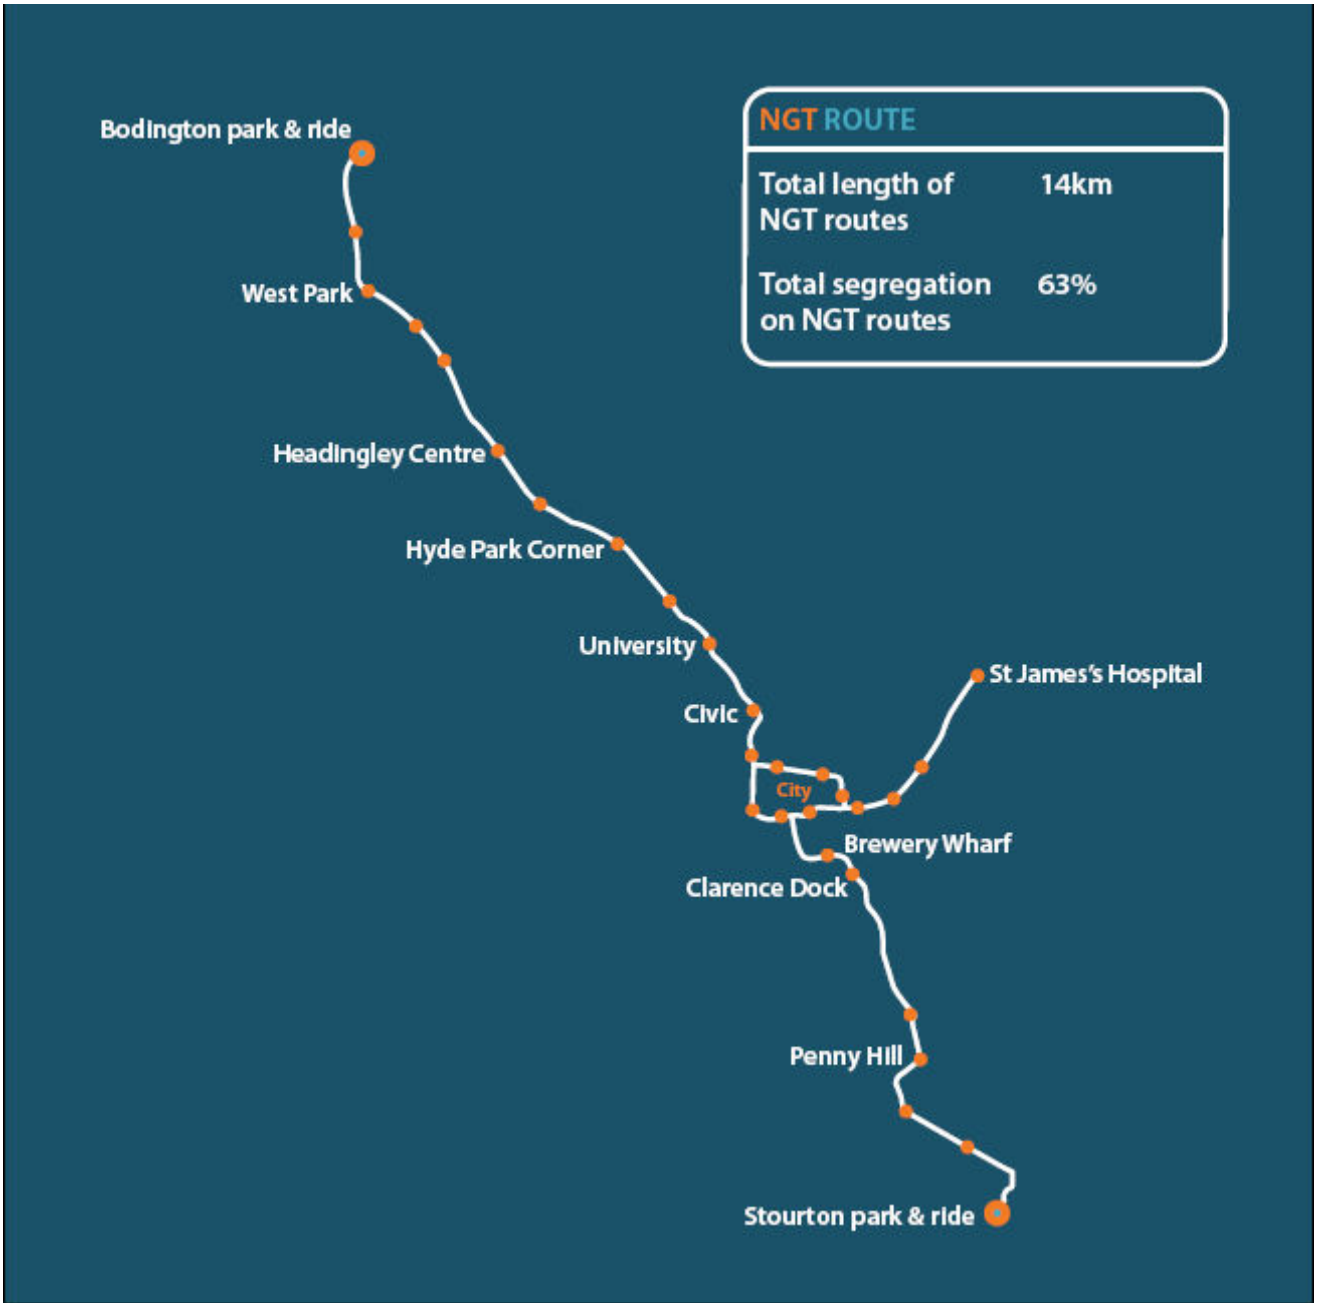 Bodington park & ride
NGT ROUTE
Total length of 14km
NGT routes
Total segregation 63%
on NGT routes
West Park
Headingley Centre
Hyde Park Corner
University
St James's Hospital
Civic
City
Brewery Wharf
Clarence Dock
Penny Hill
Stourton park & ride